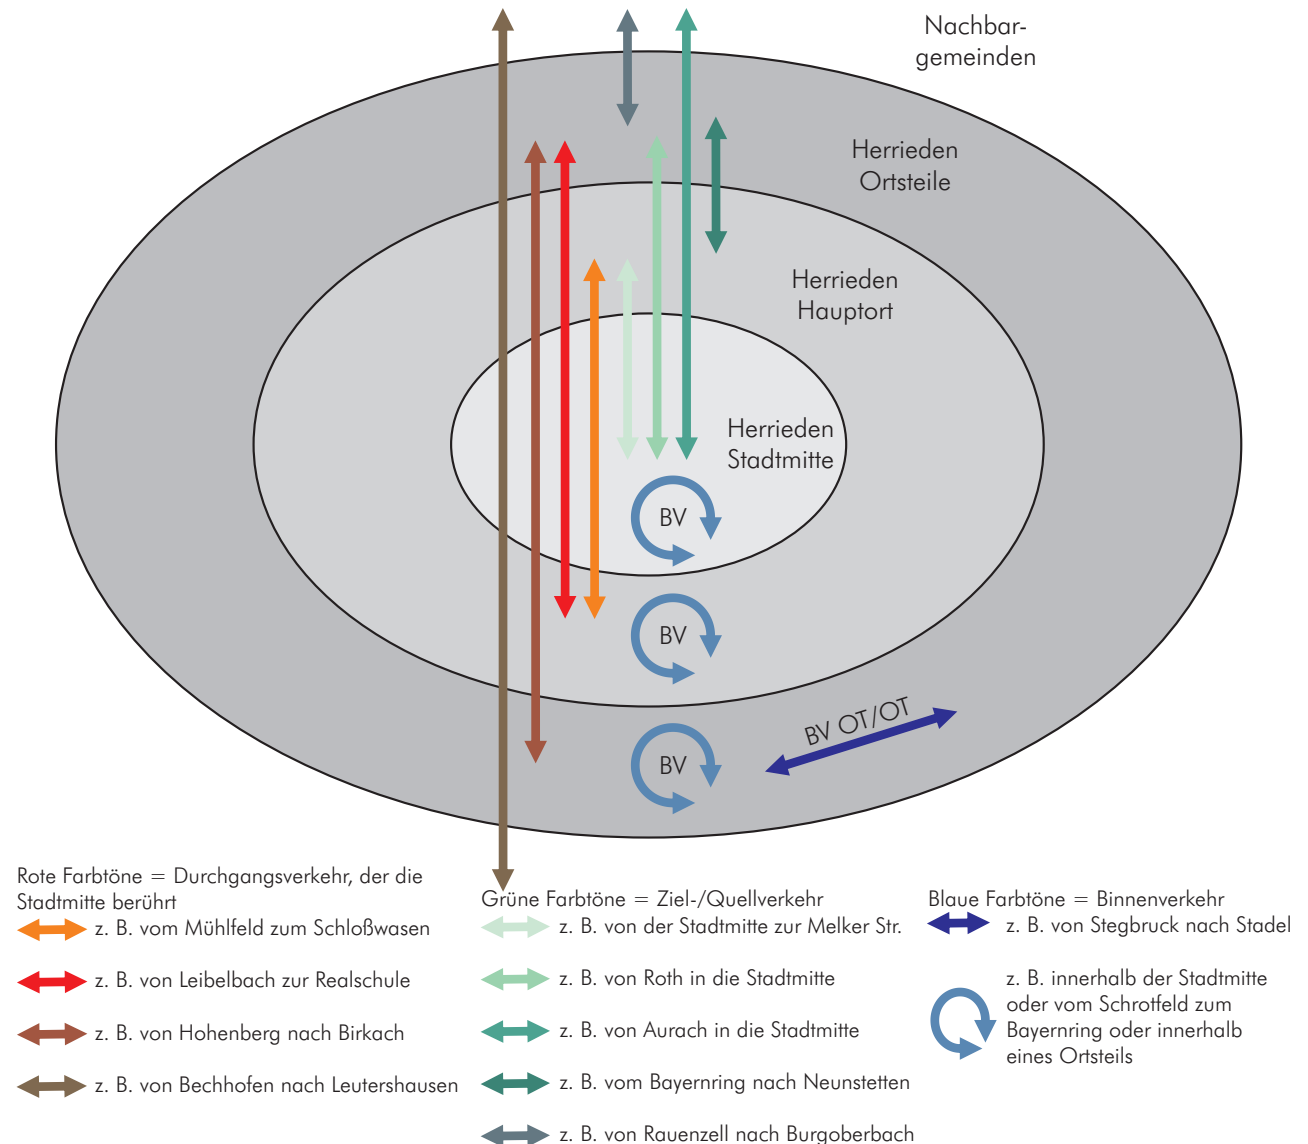 Nachbar-
gemeinden
Herrieden
Ortsteile
Herrieden
Hauptort
Herrieden
Stadtmitte
BV
BV
BV
BV OT/OT
Rote Farbtöne = Durchgangsverkehr, der die
Stadtmitte berührt
z. B. vom Mühlfeld zum Schloßwasen
z. B. von Leibelbach zur Realschule
z. B. von Hohenberg nach Birkach
z. B. von Bechhofen nach Leutershausen
Grüne Farbtöne = Ziel-/Quellverkehr
z. B. von der Stadtmitte zur Melker Str.
z. B. von Roth in die Stadtmitte
z. B. von Aurach in die Stadtmitte
z. B. vom Bayernring nach Neunstetten
z. B. von Rauenzell nach Burgoberbach
Blaue Farbtöne = Binnenverkehr
z. B. von Stegbruck nach Stadel
z. B. innerhalb der Stadtmitte
oder vom Schrotfeld zum
Bayernring oder innerhalb
eines Ortsteils